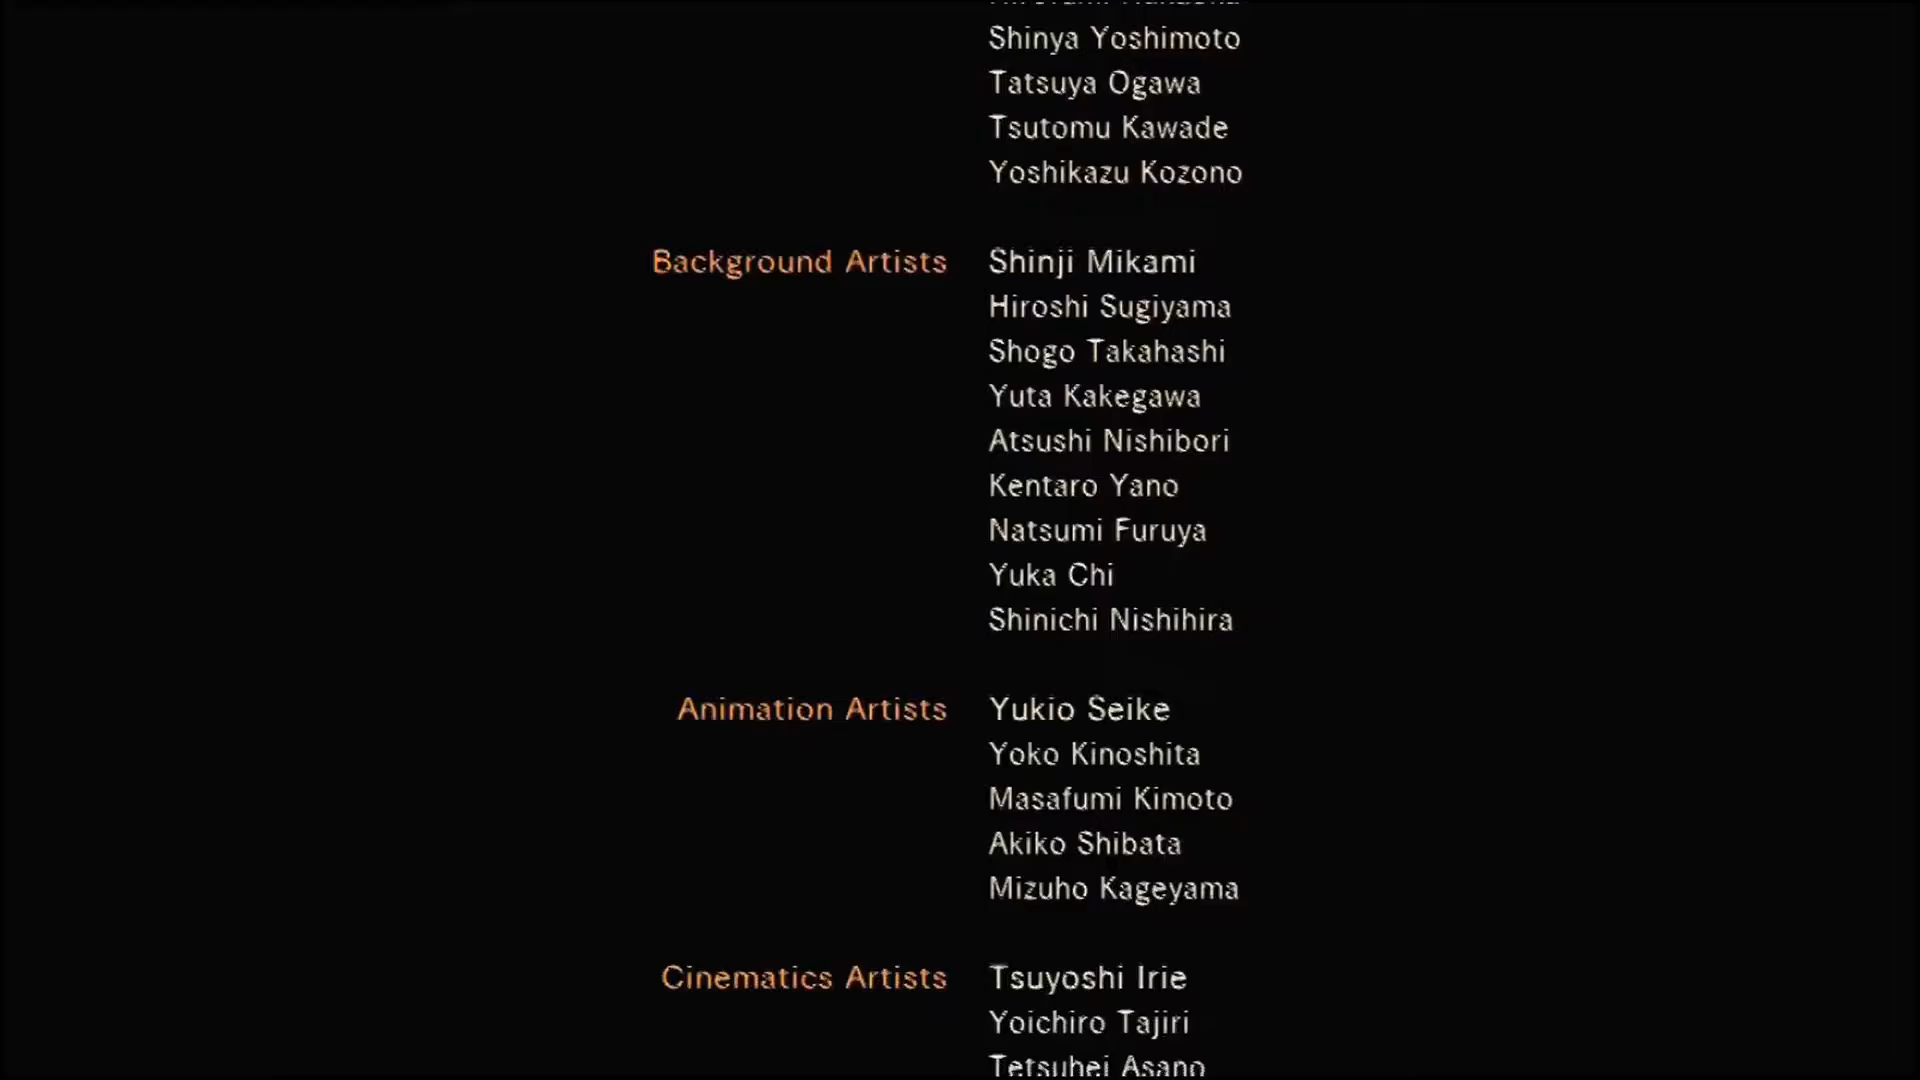 Shinya Yoshimoto
Tatsuya Ogawa
Tsutomu Kawade
Yoshikazu Kozono
Background Artists Shinji Mikami
Hiroshi Sugiyama
Shogo Takahashi
Yuta Kakegawa
Atsushi Nishibori
Kentaro Yano
Natsumi Furuya
Yuka Chi
Shinichi Nishihira
Animation Artists Yukio Seike
Yoko Kinoshita
Masafumi Kimoto
Akiko Shibata
Mizuho Kageyama
Cinematics Artists Tsuyoshi Irie
Yoichiro Tajiri
Tetsuhei Asano